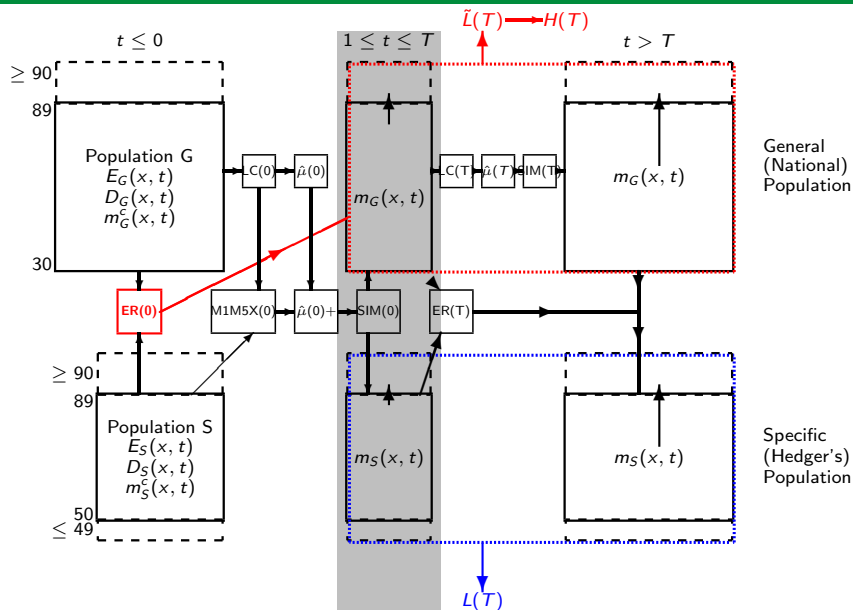 t ≤ 0
1 ≤ t ≤ T
L̃(T) H(T)
t > T
≥ 90
89
Population G
E_G(x, t)
D_G(x, t)
m^c_G(x, t)
30
LC(0)
μ̂(0)
m_G(x, t)
LC(T)
μ̂(T)
SIM(T)
m_G(x, t)
General
(National)
Population
ER(0)
M1M5X(0)
μ̂(0)+
SIM(0)
ER(T)
≥ 90
89
Population S
E_S(x, t)
D_S(x, t)
m^c_S(x, t)
50
≤ 49
m_S(x, t)
m_S(x, t)
Specific
(Hedger's)
Population
L(T)